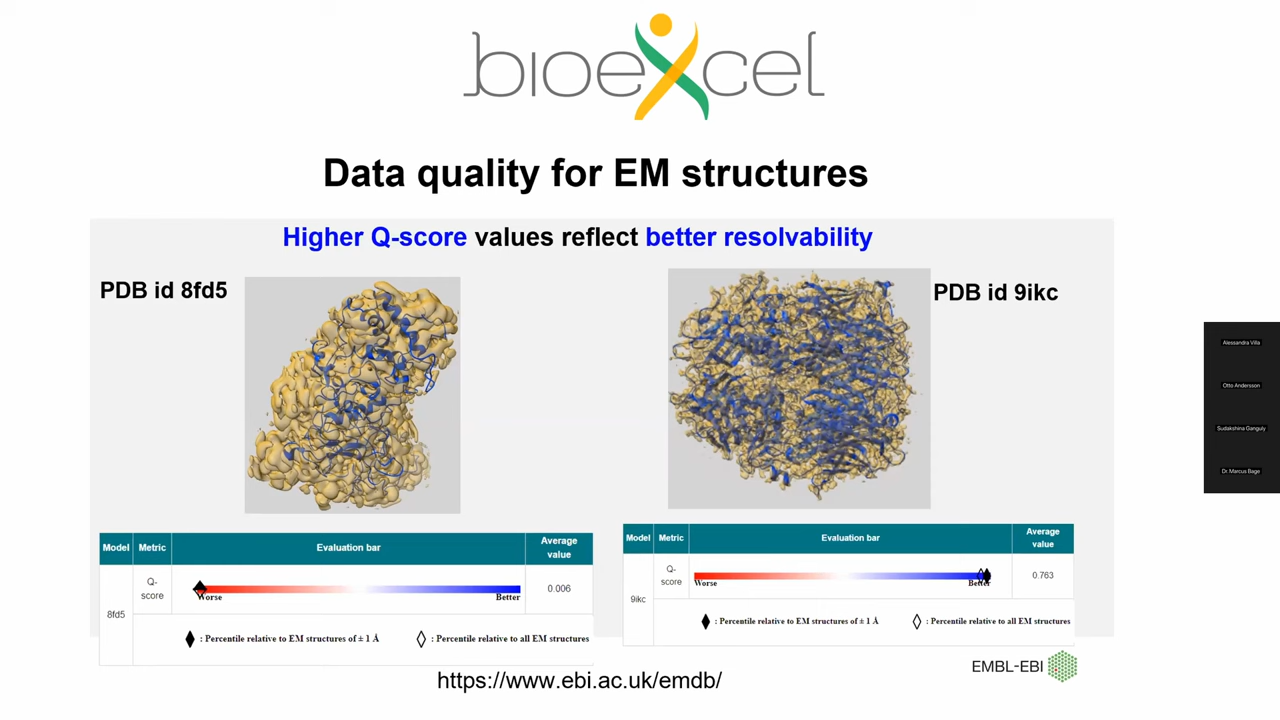 bioexcel
Data quality for EM structures
Higher Q-score values reflect better resolvability
PDB id 8fd5
PDB id 9ikc
Model Metric Evaluation bar Average value
8fd5
Q-score
Worse
Better
0.006
: Percentile relative to EM structures of ± 1 Å
: Percentile relative to all EM structures
Model Metric Evaluation bar Average value
9ikc
Q-score
Worse
Better
0.763
: Percentile relative to EM structures of ± 1 Å
: Percentile relative to all EM structures
https://www.ebi.ac.uk/emdb/
EMBL-EBI
Alessandra Villa
Otto Andersson
Sudakshina Ganguly
Dr. Marcus Bage